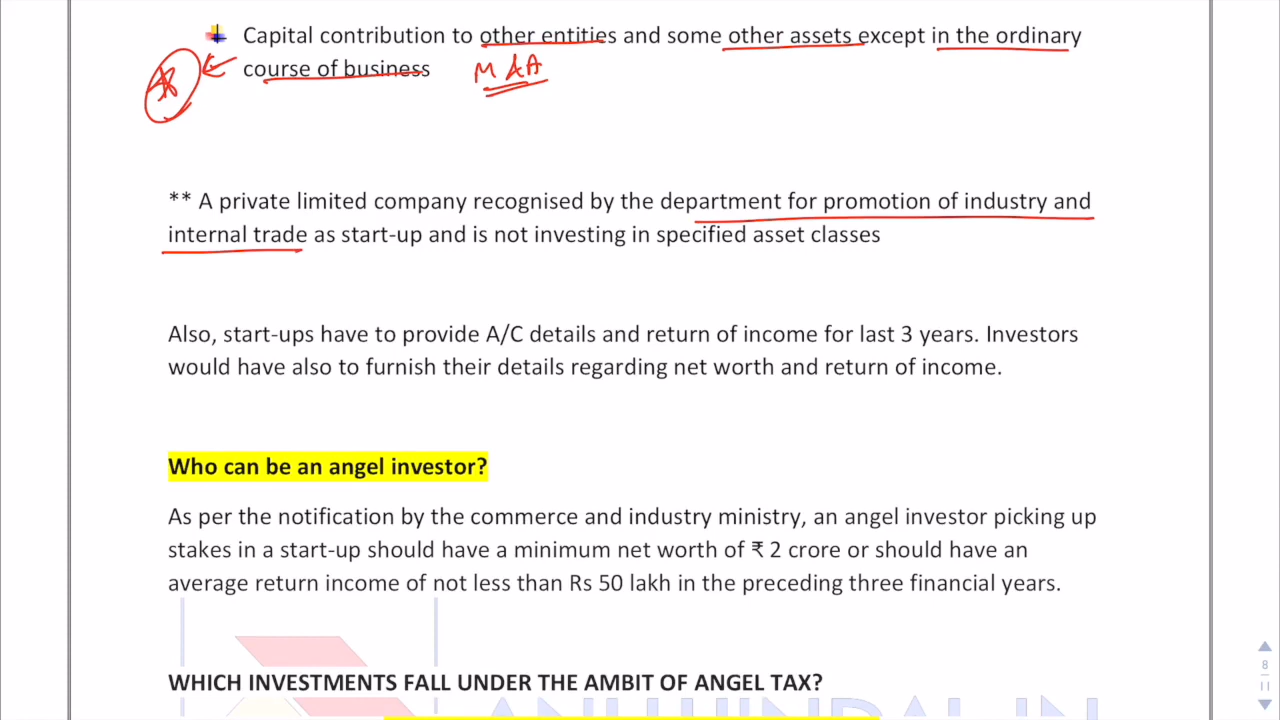 Capital contribution to other entities and some other assets except in the ordinary
course of business M & A
** A private limited company recognised by the department for promotion of industry and
internal trade as start-up and is not investing in specified asset classes
Also, start-ups have to provide A/C details and return of income for last 3 years. Investors
would have also to furnish their details regarding net worth and return of income.
Who can be an angel investor?
As per the notification by the commerce and industry ministry, an angel investor picking up
stakes in a start-up should have a minimum net worth of ₹ 2 crore or should have an
average return income of not less than Rs 50 lakh in the preceding three financial years.
WHICH INVESTMENTS FALL UNDER THE AMBIT OF ANGEL TAX?
8
11